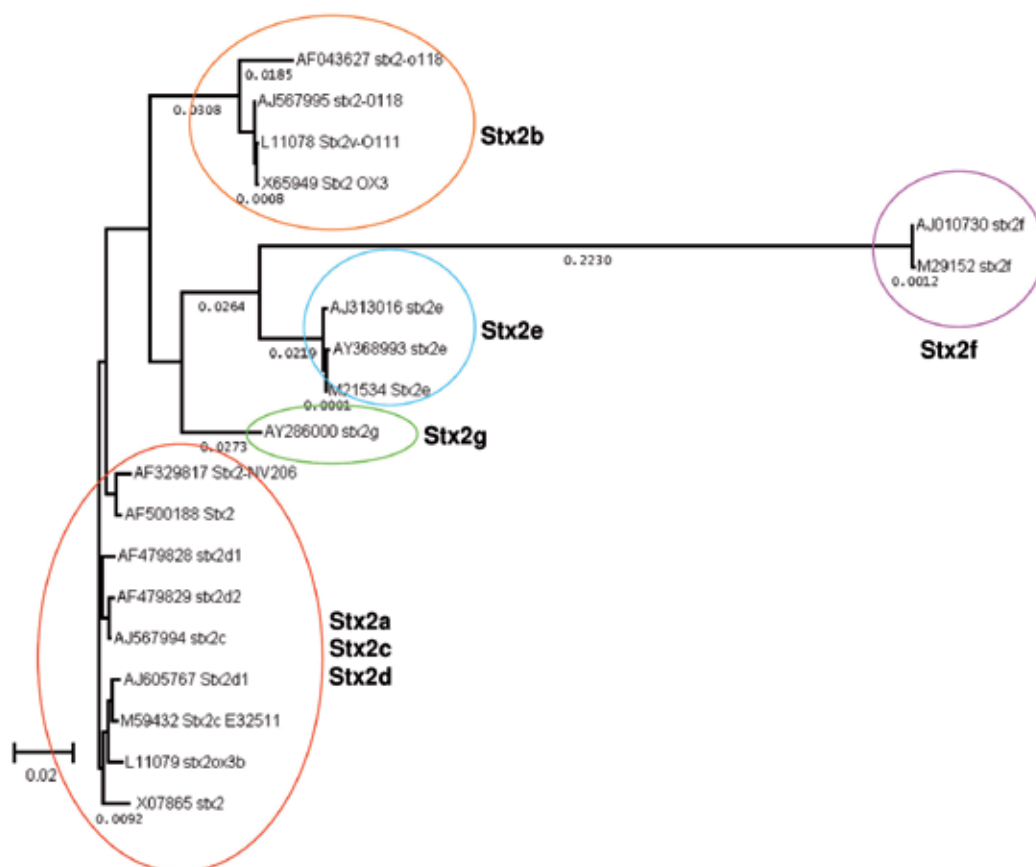 AF043627 stx2-o118
0.0185
AJ567995 stx2-0118
0.0308
L11078 Stx2v-O111
X65949 Stx2 OX3
0.0008
Stx2b
AJ010730 stx2f
0.2230
M29152 stx2f
0.0012
Stx2f
0.0264
AJ313016 stx2e
0.0219
AY368993 stx2e
M21534 Stx2e
0.0001
Stx2e
AY286000 stx2g
0.0273
Stx2g
AF329817 Stx2-NV206
AF500188 Stx2
AF479828 stx2d1
AF479829 stx2d2
AJ567994 stx2c
AJ605767 Stx2d1
M59432 Stx2c E32511
L11079 stx2ox3b
X07865 stx2
0.0092
Stx2a
Stx2c
Stx2d
0.02